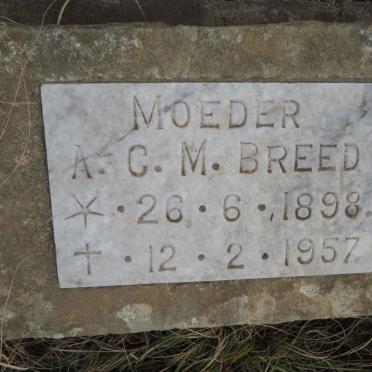 MOEDER
A. C. M. BREED
☆ · 26 · 6 · 1898.
† · 12 · 2 · 1957.